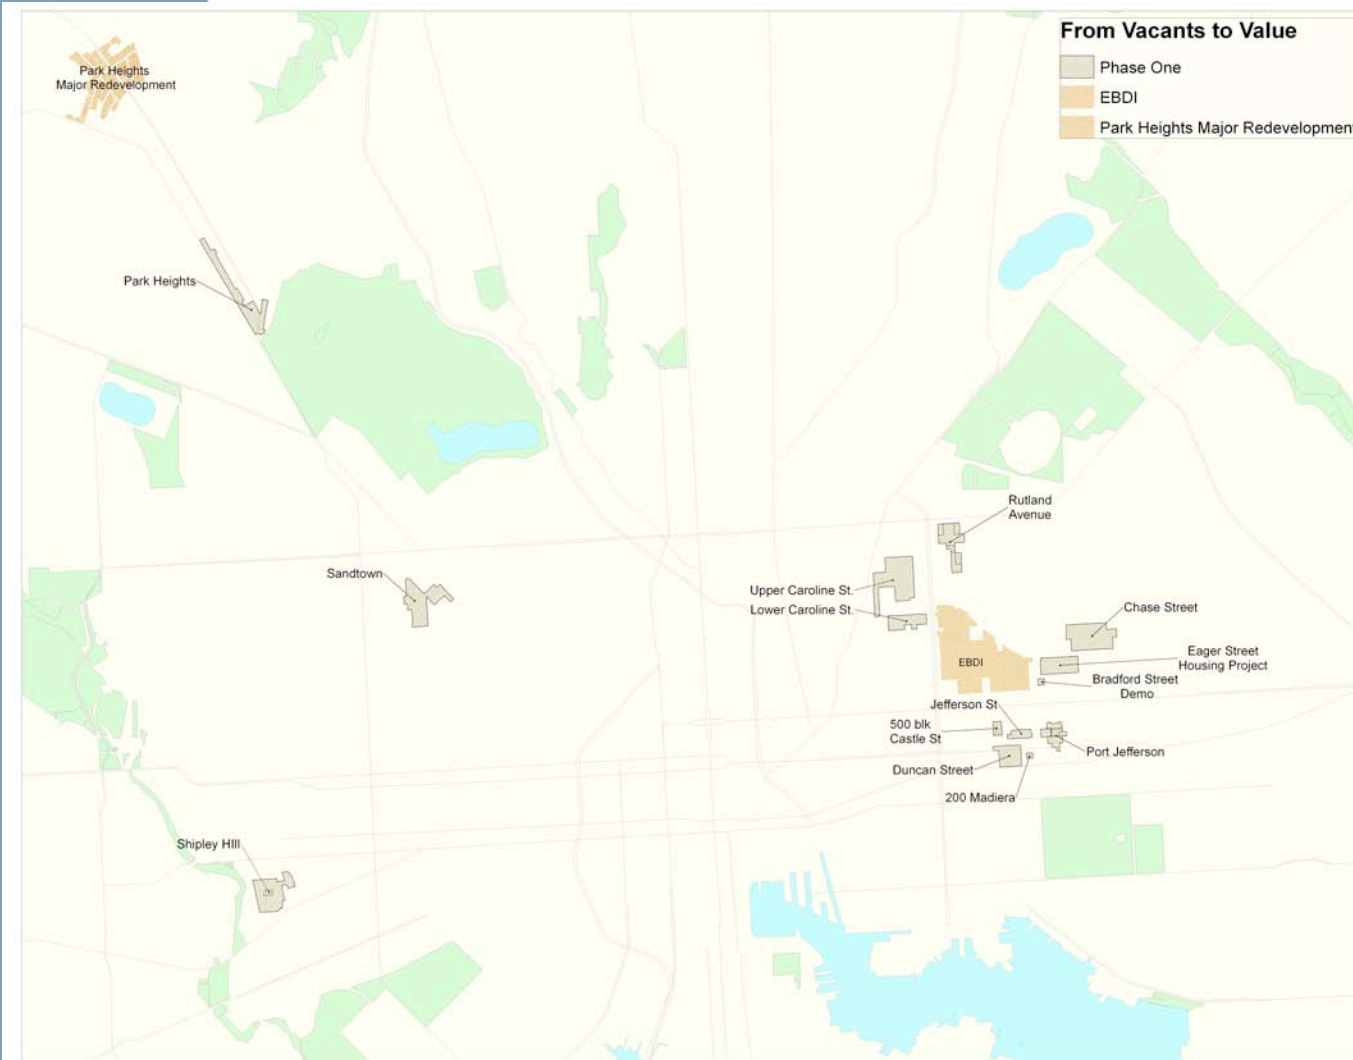 From Vacants to Value
Phase One
EBDI
Park Heights Major Redevelopment
Park Heights
Major Redevelopment
Park Heights
Rutland
Avenue
Sandtown
Upper Caroline St.
Lower Caroline St.
Chase Street
EBDI
Eager Street
Housing Project
Bradford Street
Demo
Jefferson St
500 blk
Castle St
Port Jefferson
Duncan Street
200 Madiera
Shipley HIll